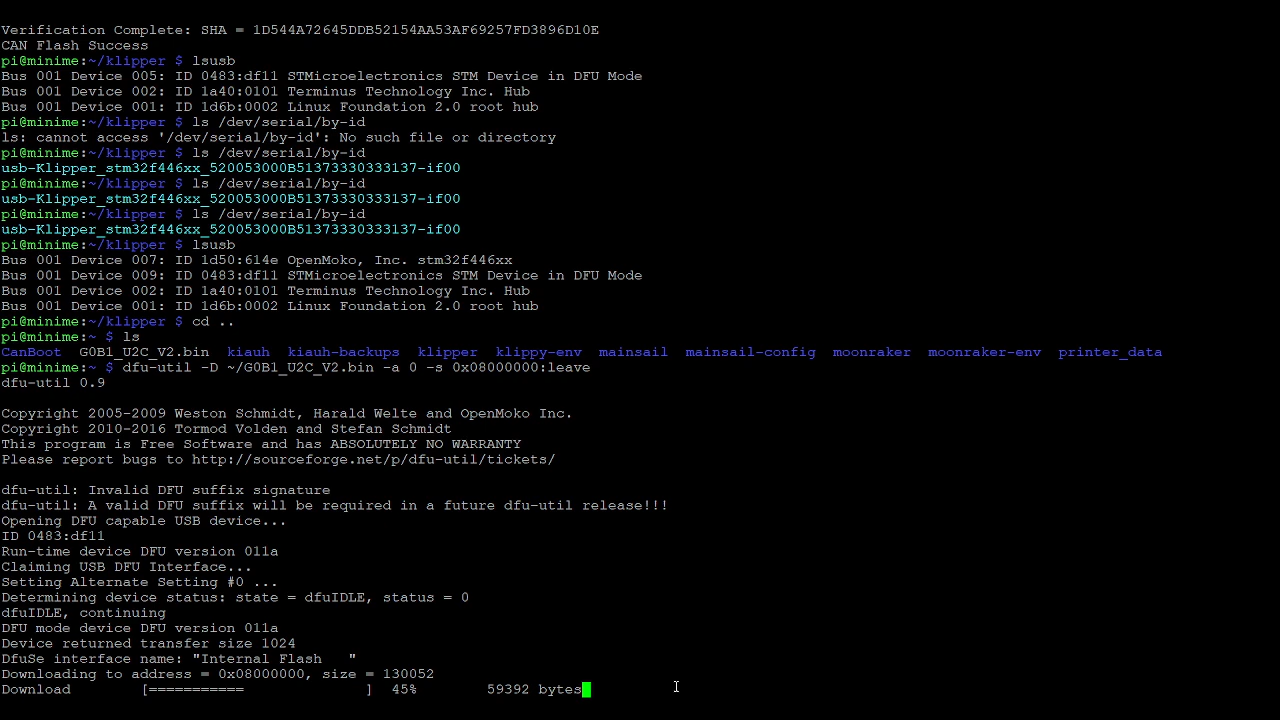 Verification Complete: SHA = 1D544A72645DDB52154AA53AF69257FD3896D10E
CAN Flash Success
pi@minime:~/klipper $ lsusb
Bus 001 Device 005: ID 0483:df11 STMicroelectronics STM Device in DFU Mode
Bus 001 Device 002: ID 1a40:0101 Terminus Technology Inc. Hub
Bus 001 Device 001: ID 1d6b:0002 Linux Foundation 2.0 root hub
pi@minime:~/klipper $ ls /dev/serial/by-id
ls: cannot access '/dev/serial/by-id': No such file or directory
pi@minime:~/klipper $ ls /dev/serial/by-id
usb-Klipper_stm32f446xx_520053000B51373330333137-if00
pi@minime:~/klipper $ ls /dev/serial/by-id
usb-Klipper_stm32f446xx_520053000B51373330333137-if00
pi@minime:~/klipper $ ls /dev/serial/by-id
usb-Klipper_stm32f446xx_520053000B51373330333137-if00
pi@minime:~/klipper $ lsusb
Bus 001 Device 007: ID 1d50:614e OpenMoko, Inc. stm32f446xx
Bus 001 Device 009: ID 0483:df11 STMicroelectronics STM Device in DFU Mode
Bus 001 Device 002: ID 1a40:0101 Terminus Technology Inc. Hub
Bus 001 Device 001: ID 1d6b:0002 Linux Foundation 2.0 root hub
pi@minime:~/klipper $ cd ..
pi@minime:~ $ ls
CanBoot  G0B1_U2C_V2.bin  kiauh  kiauh-backups  klipper  klippy-env  mainsail  mainsail-config  moonraker  moonraker-env  printer_data
pi@minime:~ $ dfu-util -D ~/G0B1_U2C_V2.bin -a 0 -s 0x08000000:leave
dfu-util 0.9
Copyright 2005-2009 Weston Schmidt, Harald Welte and OpenMoko Inc.
Copyright 2010-2016 Tormod Volden and Stefan Schmidt
This program is Free Software and has ABSOLUTELY NO WARRANTY
Please report bugs to http://sourceforge.net/p/dfu-util/tickets/
dfu-util: Invalid DFU suffix signature
dfu-util: A valid DFU suffix will be required in a future dfu-util release!!!
Opening DFU capable USB device...
ID 0483:df11
Run-time device DFU version 011a
Claiming USB DFU Interface...
Setting Alternate Setting #0 ...
Determining device status: state = dfuIDLE, status = 0
dfuIDLE, continuing
DFU mode device DFU version 011a
Device returned transfer size 1024
DfuSe interface name: "Internal Flash   "
Downloading to address = 0x08000000, size = 130052
Download        [===========              ]  45%        59392 bytes